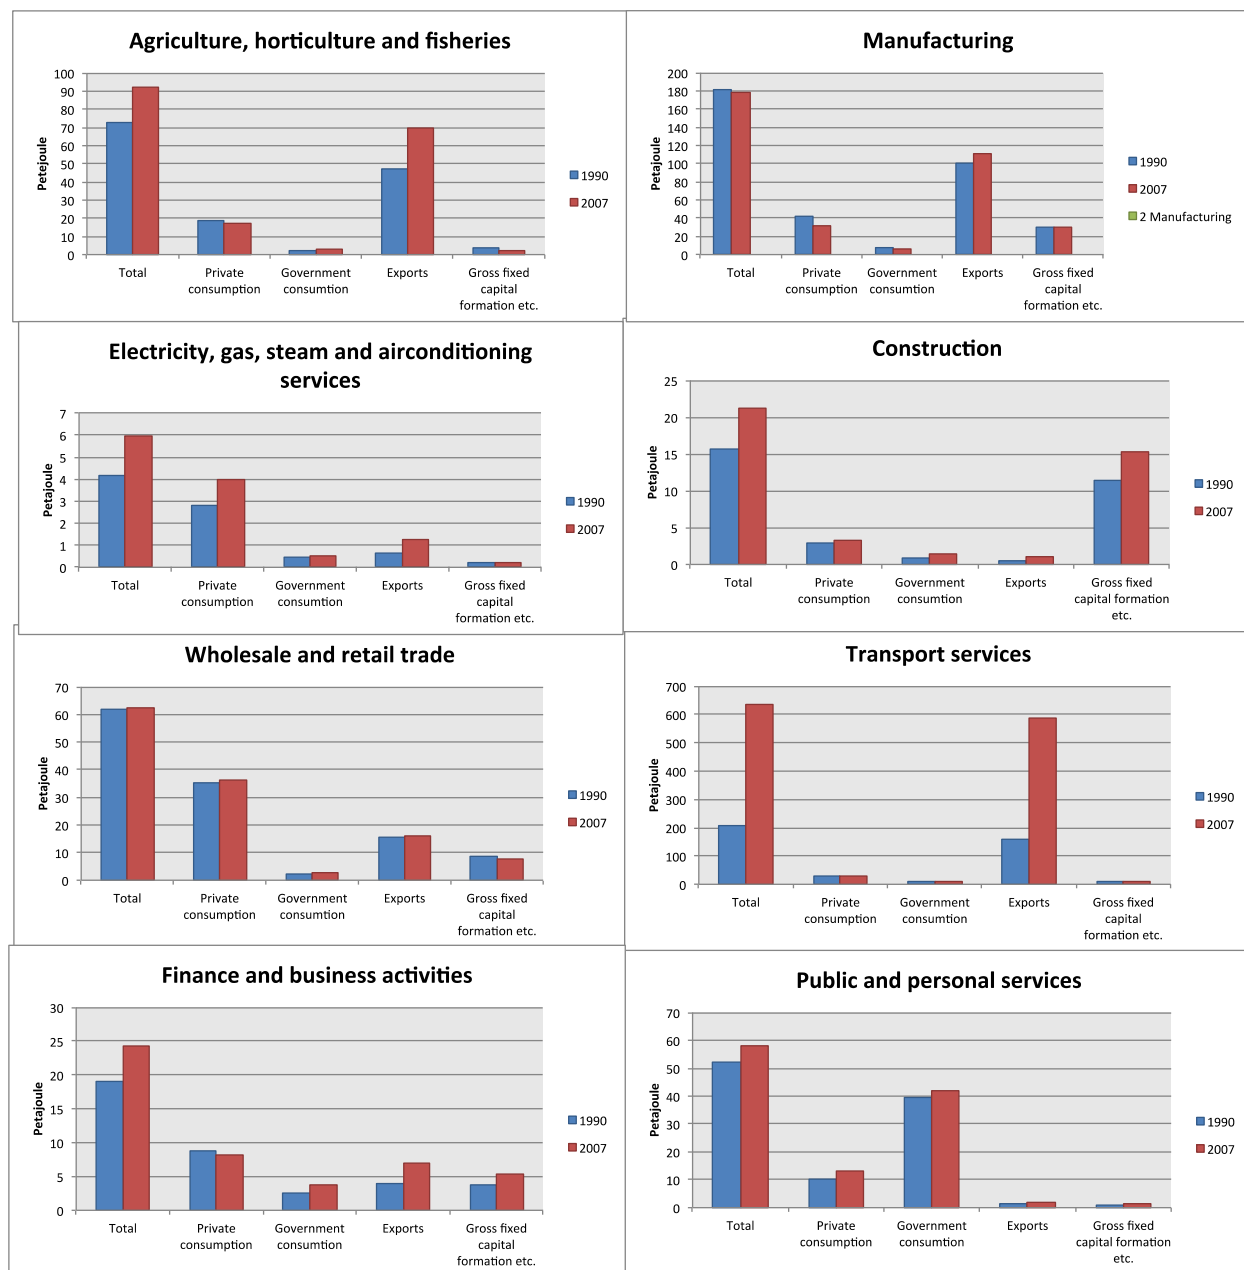 Agriculture, horticulture and fisheries
Petejoule
100
90
80
70
60
50
40
30
20
10
0
Total
Private
consumption
Government
consumtion
Exports
Gross fixed
capital
formation etc.
1990
2007
Manufacturing
Petajoule
200
180
160
140
120
100
80
60
40
20
0
Total
Private
consumption
Government
consumtion
Exports
Gross fixed
capital
formation etc.
1990
2007
2 Manufacturing
Electricity, gas, steam and airconditioning
services
Petajoule
7
6
5
4
3
2
1
0
Total
Private
consumption
Government
consumtion
Exports
Gross fixed
capital
formation etc.
1990
2007
Construction
Petajoule
25
20
15
10
5
0
Total
Private
consumption
Government
consumtion
Exports
Gross fixed
capital formation
etc.
1990
2007
Wholesale and retail trade
Petajoule
70
60
50
40
30
20
10
0
Total
Private
consumption
Government
consumtion
Exports
Gross fixed
capital
formation etc.
1990
2007
Transport services
Petajoule
700
600
500
400
300
200
100
0
Total
Private
consumption
Government
consumtion
Exports
Gross fixed
capital
formation etc.
1990
2007
Finance and business activities
Petajoule
30
25
20
15
10
5
0
Total
Private
consumption
Government
consumtion
Exports
Gross fixed
capital
formation etc.
1990
2007
Public and personal services
Petajoule
70
60
50
40
30
20
10
0
Total
Private
consumption
Government
consumtion
Exports
Gross fixed
capital formation
etc.
1990
2007